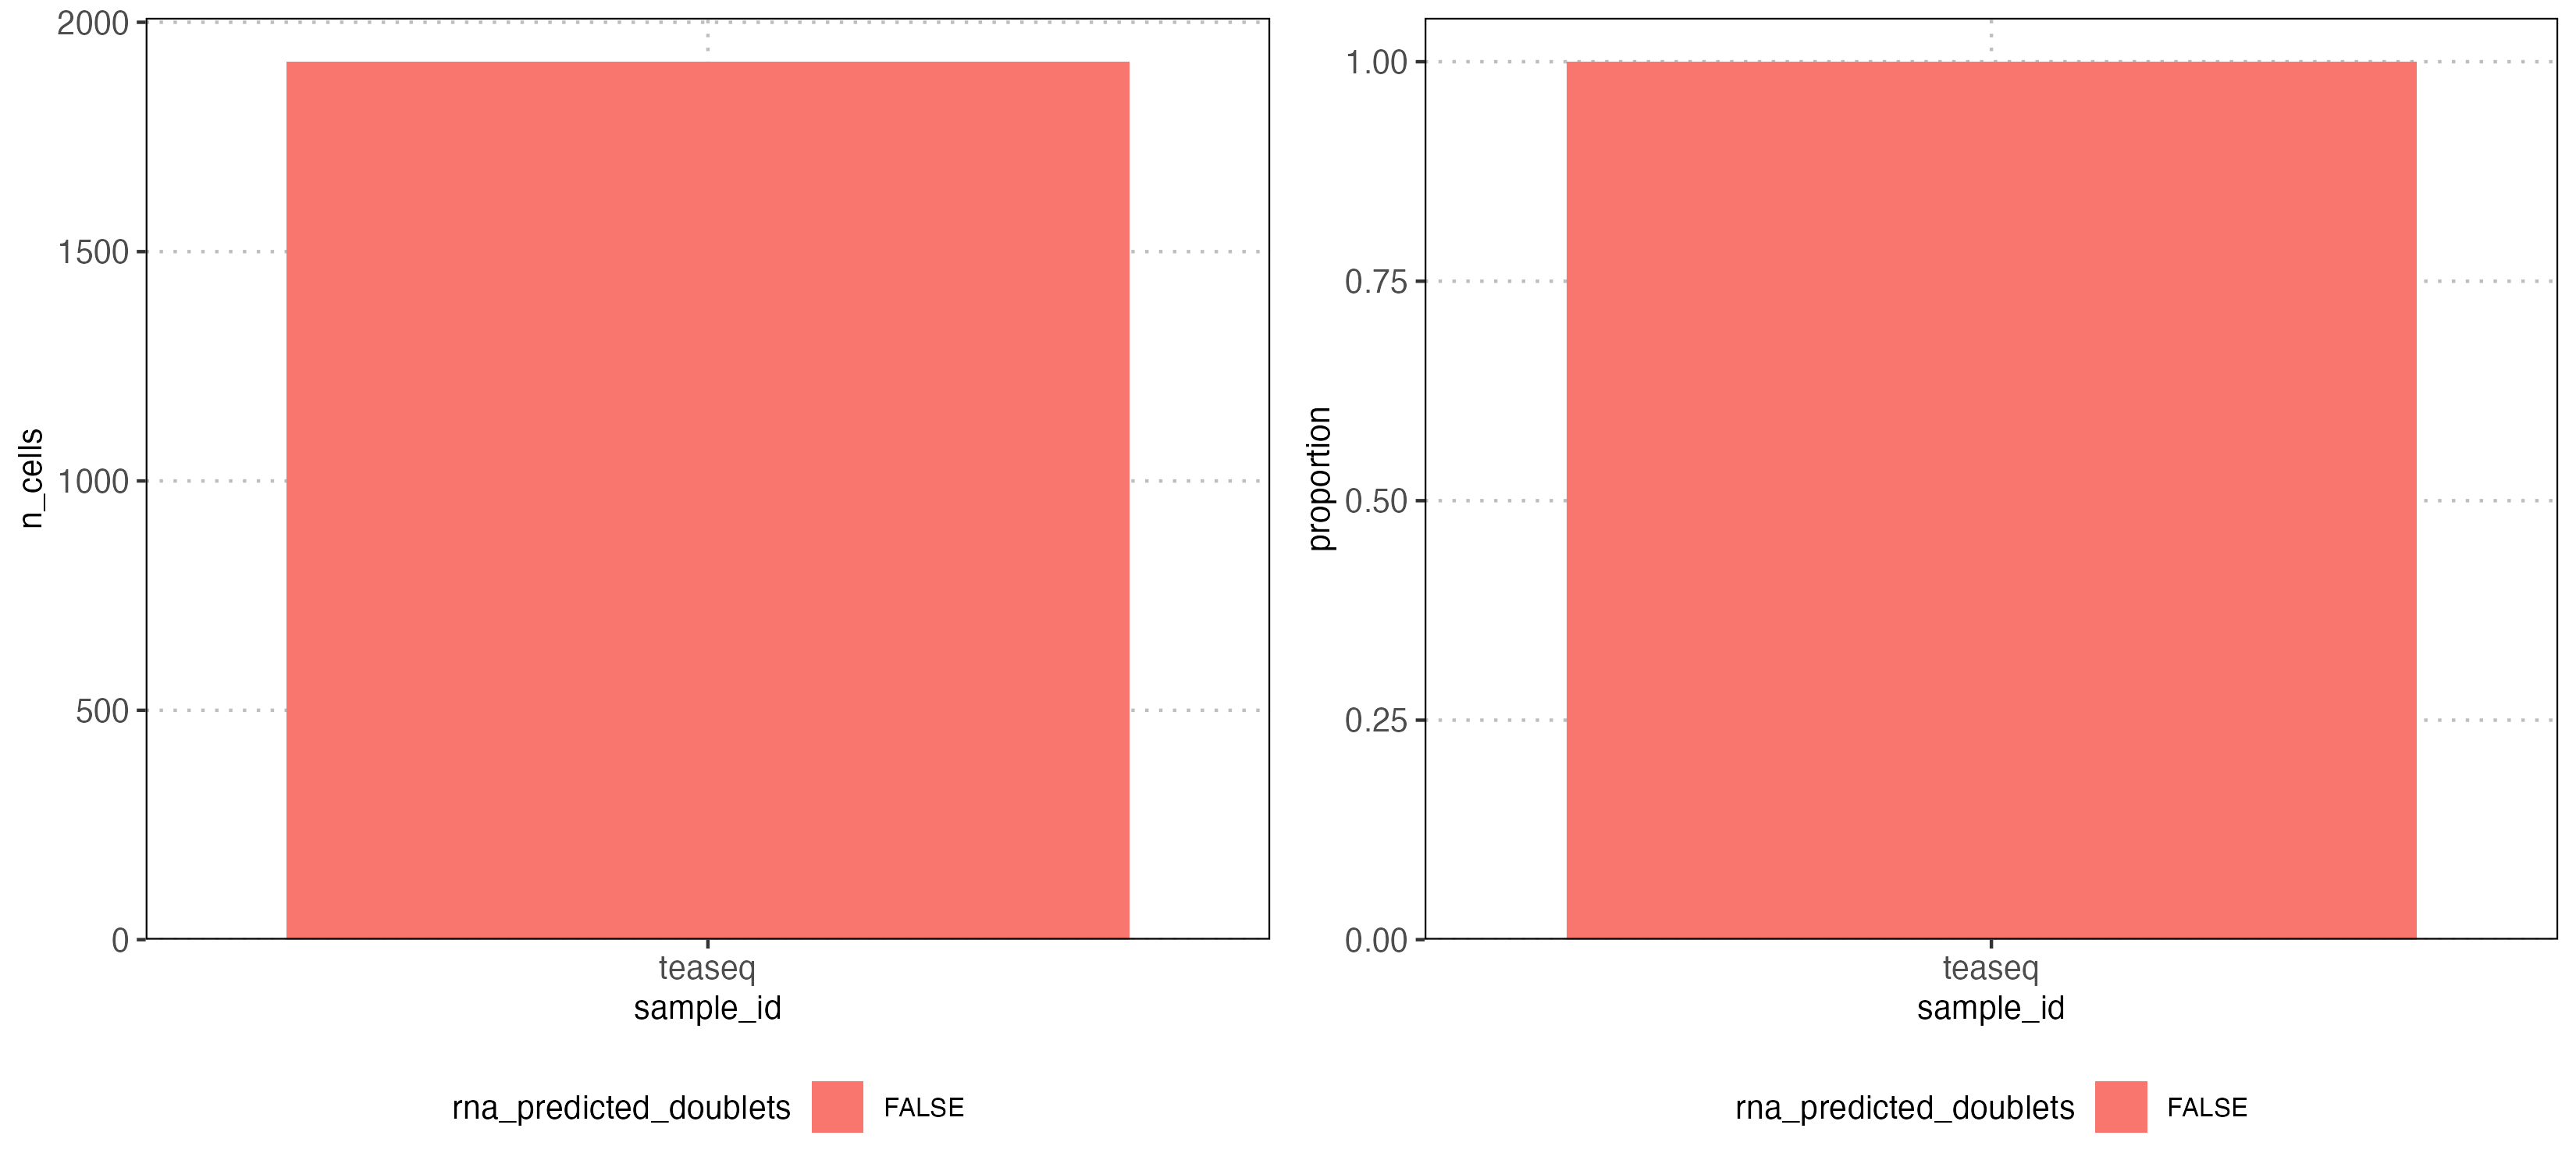 2000
1500
1000
500
0
n_cells
teaseq
sample_id
rna_predicted_doublets FALSE
1.00
0.75
0.50
0.25
0.00
proportion
teaseq
sample_id
rna_predicted_doublets FALSE